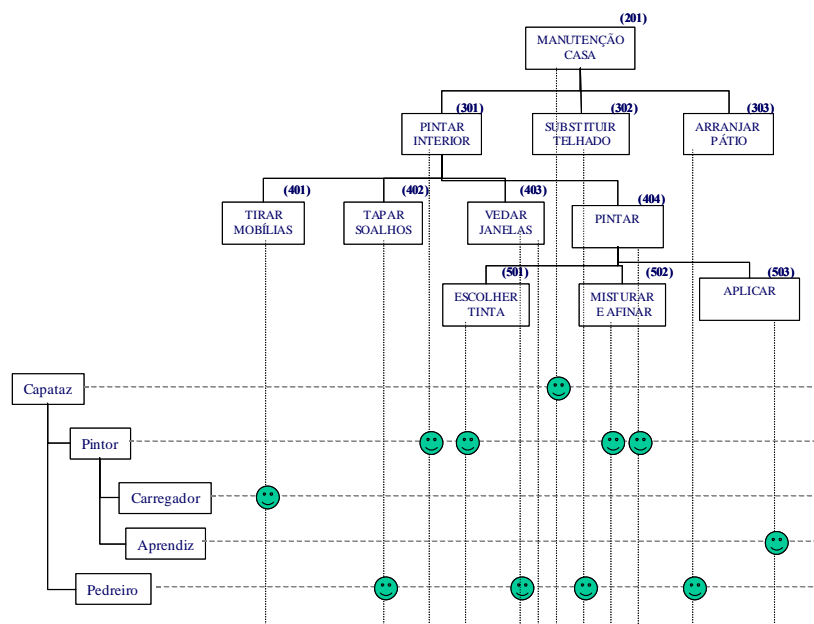 (201)
MANUTENÇÃO
CASA
(301)
(302)
(303)
PINTAR
INTERIOR
SUBSTITUIR
TELHADO
ARRANJAR
PÁTIO
(401)
(402)
(403)
(404)
TIRAR
MOBÍLIAS
TAPAR
SOALHOS
VEDAR
JANELAS
PINTAR
(501)
(502)
(503)
ESCOLHER
TINTA
MISTURAR
E AFINAR
APLICAR
Capataz
Pintor
Carregador
Aprendiz
Pedreiro